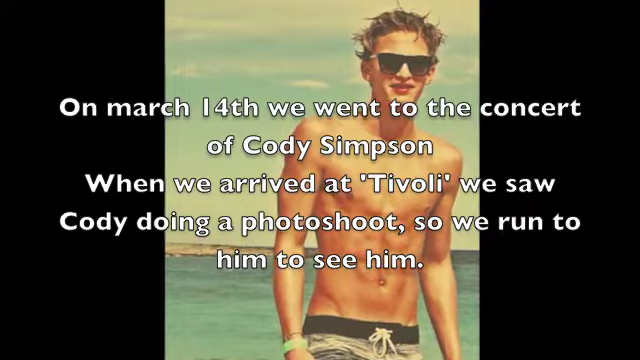 On march 14th we went to the concert
of Cody Simpson
When we arrived at 'Tivoli' we saw
Cody doing a photoshoot, so we run to
him to see him.